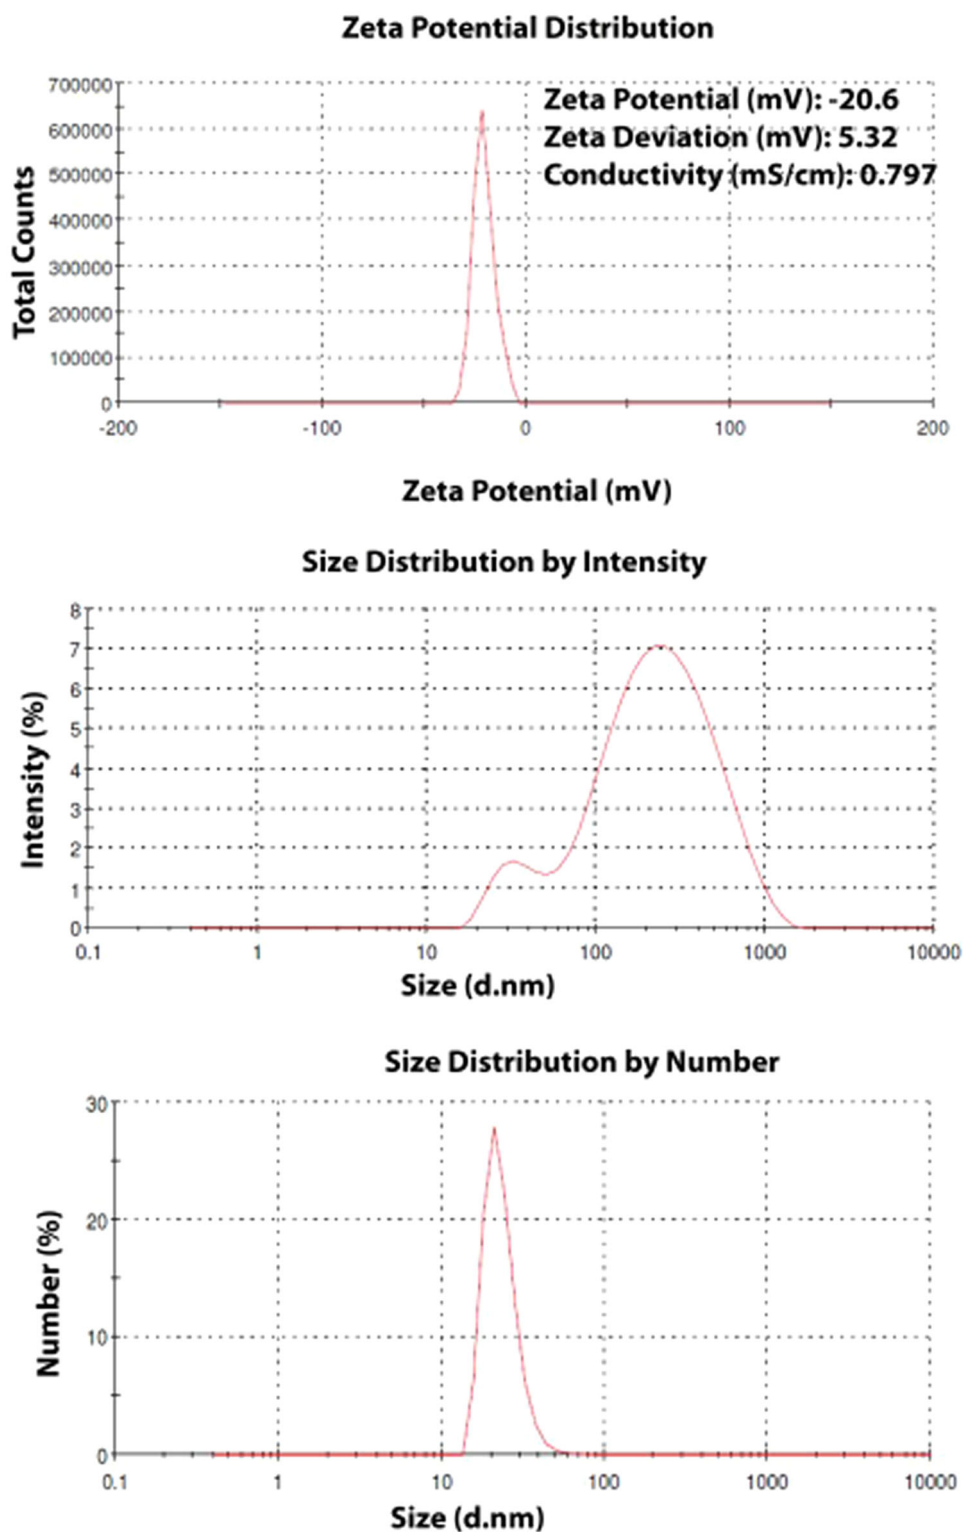 Zeta Potential Distribution
700000
600000
500000
400000
300000
200000
100000
0
Total Counts
Zeta Potential (mV): -20.6
Zeta Deviation (mV): 5.32
Conductivity (mS/cm): 0.797
-200 -100 0 100 200
Zeta Potential (mV)
Size Distribution by Intensity
8
7
6
5
4
3
2
1
0
Intensity (%)
0.1 1 10 100 1000 10000
Size (d.nm)
Size Distribution by Number
30
20
10
0
Number (%)
0.1 1 10 100 1000 10000
Size (d.nm)